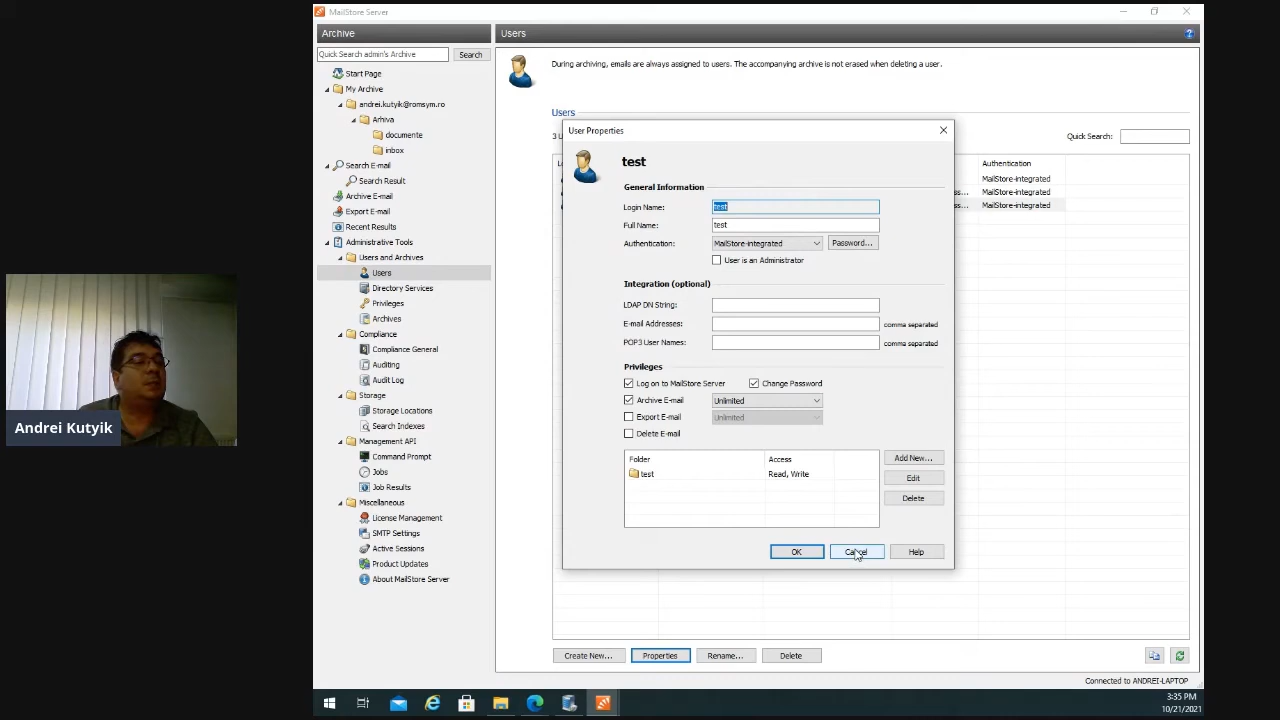 MailStore Server
Archive
Users
Quick Search admin's Archive
Search
Start Page
My Archive
andrei.kutyik@romsym.ro
Arhiva
documente
inbox
Search E-mail
Search Result
Archive E-mail
Export E-mail
Recent Results
Administrative Tools
Users and Archives
Users
Directory Services
Privileges
Archives
Compliance
Compliance General
Auditing
Audit Log
Storage
Storage Locations
Search Indexes
Management API
Command Prompt
Jobs
Job Results
Miscellaneous
License Management
SMTP Settings
Active Sessions
Product Updates
About MailStore Server
During archiving, emails are always assigned to users. The accompanying archive is not erased when deleting a user.
Users
Quick Search:
Authentication
MailStore-integrated
MailStore-integrated
MailStore-integrated
User Properties
test
General Information
Login Name: test
Full Name: test
Authentication: MailStore-integrated Password...
User is an Administrator
Integration (optional)
LDAP DN String:
E-mail Addresses: comma separated
POP3 User Names: comma separated
Privileges
Log on to MailStore Server Change Password
Archive E-mail Unlimited
Export E-mail Unlimited
Delete E-mail
Folder Access
test Read, Write
Add New...
Edit
Delete
OK Cancel Help
Create New... Properties Rename... Delete
Connected to ANDREI-LAPTOP
3:35 PM
10/21/2021
Andrei Kutyik